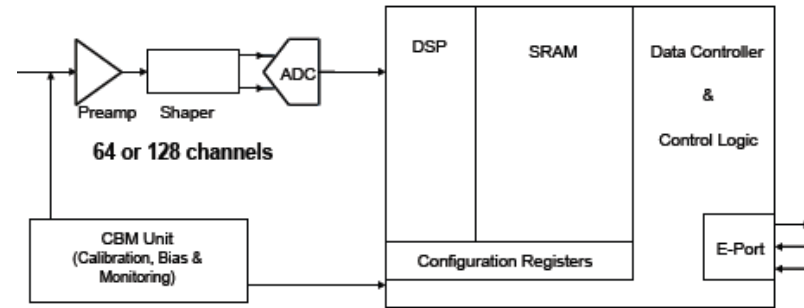 DSP
SRAM
Data Controller
&
Control Logic
ADC
Preamp
Shaper
64 or 128 channels
CBM Unit
(Calibration, Bias &
Monitoring)
Configuration Registers
E-Port